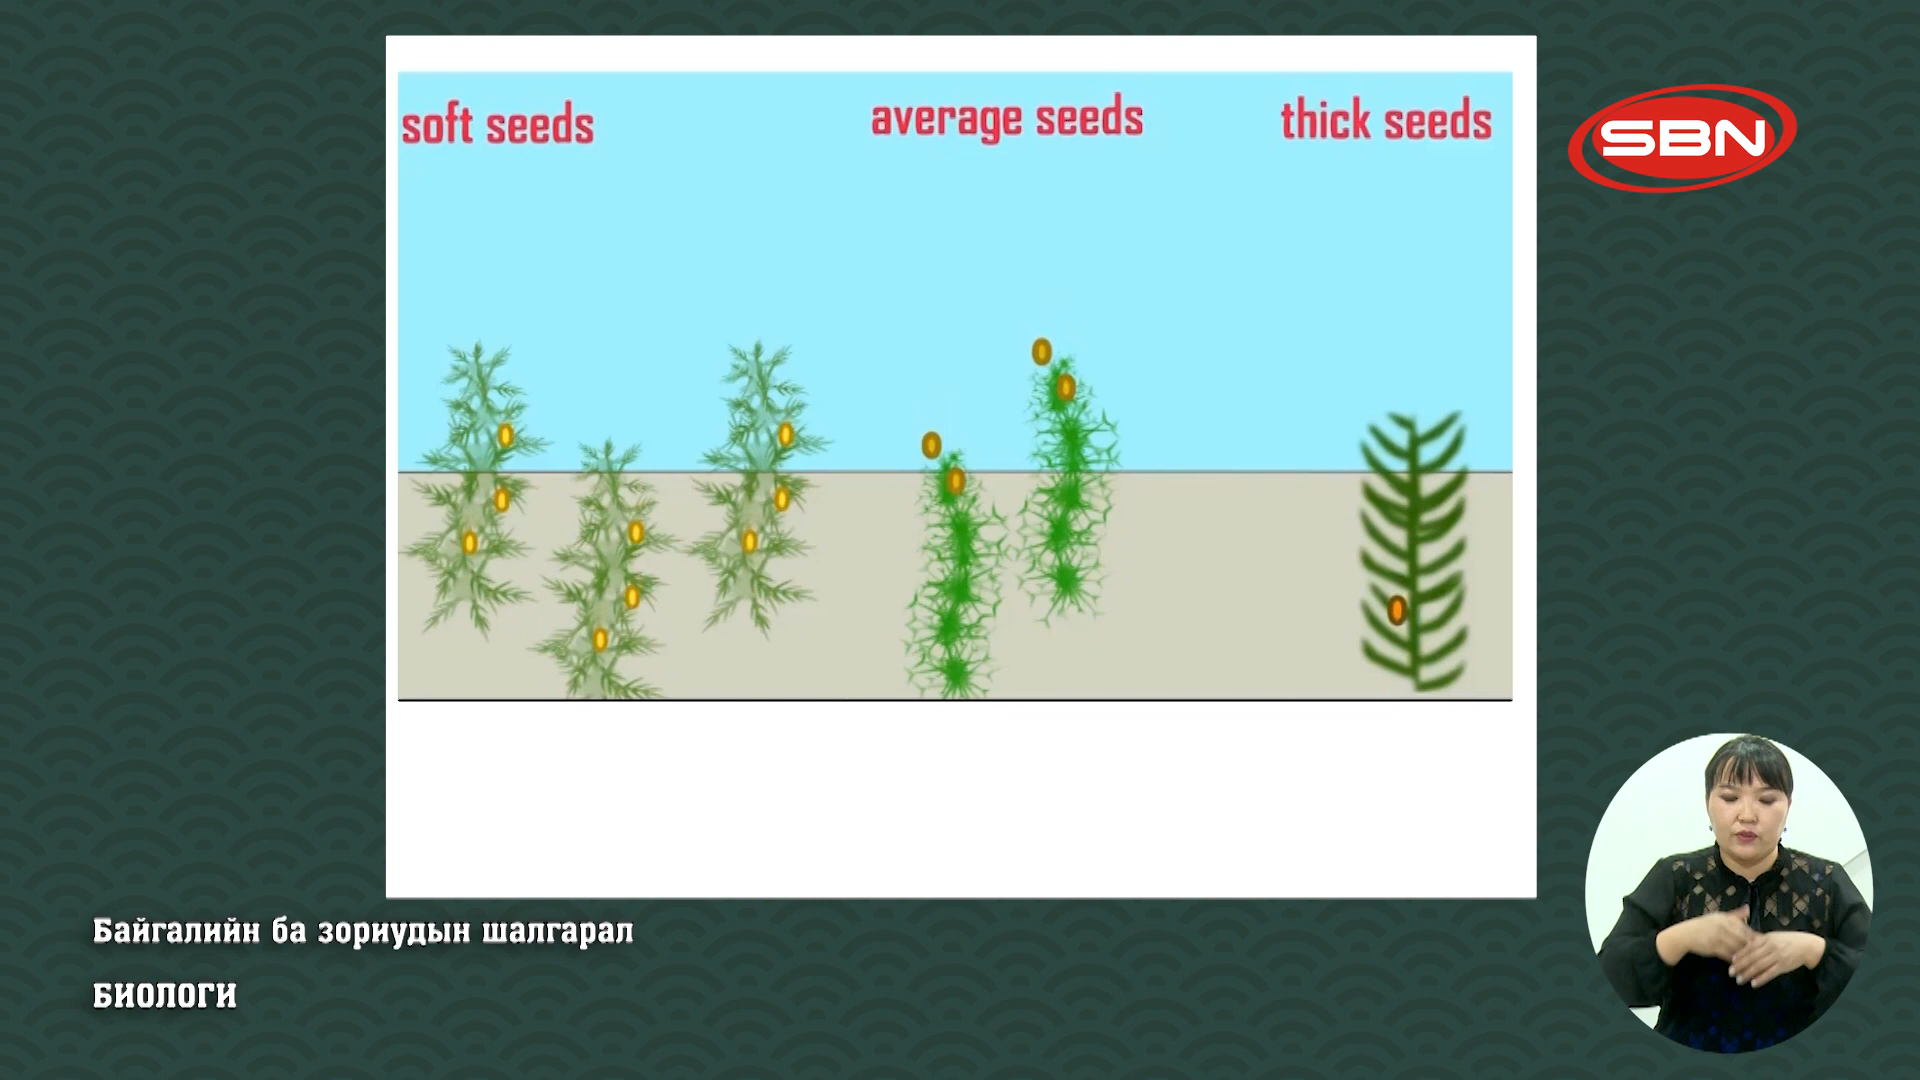 soft seeds
average seeds
thick seeds
SBN
Байгалийн ба зориудын шалгарал
БИОЛОГИ